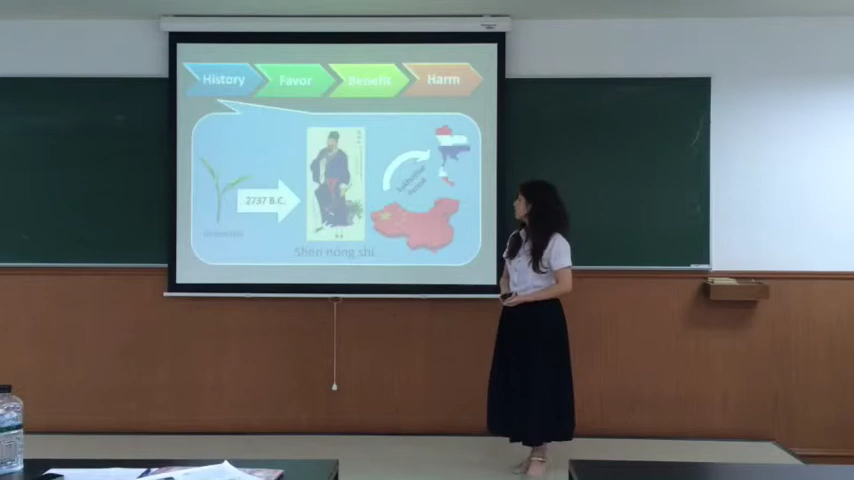 History
Favor
Benefit
Harm
2737 B.C.
Shen nong shi